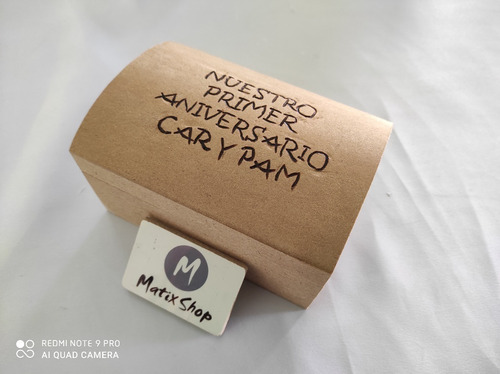 NUESTRO
PRIMER
ANIVERSARIO
CAR Y PAM
M
Matix Shop
REDMI NOTE 9 PRO
AI QUAD CAMERA